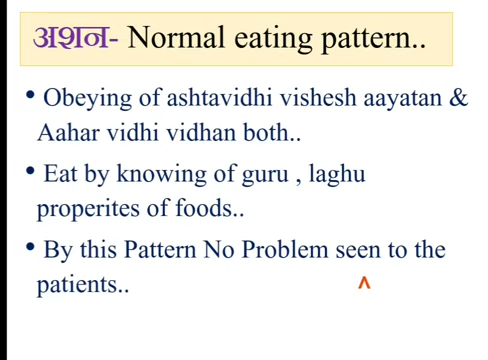 अशन- Normal eating pattern..
• Obeying of ashtavidhi vishesh aayatan &
Aahar vidhi vidhan both..
• Eat by knowing of guru , laghu
properites of foods..
• By this Pattern No Problem seen to the
patients..
^